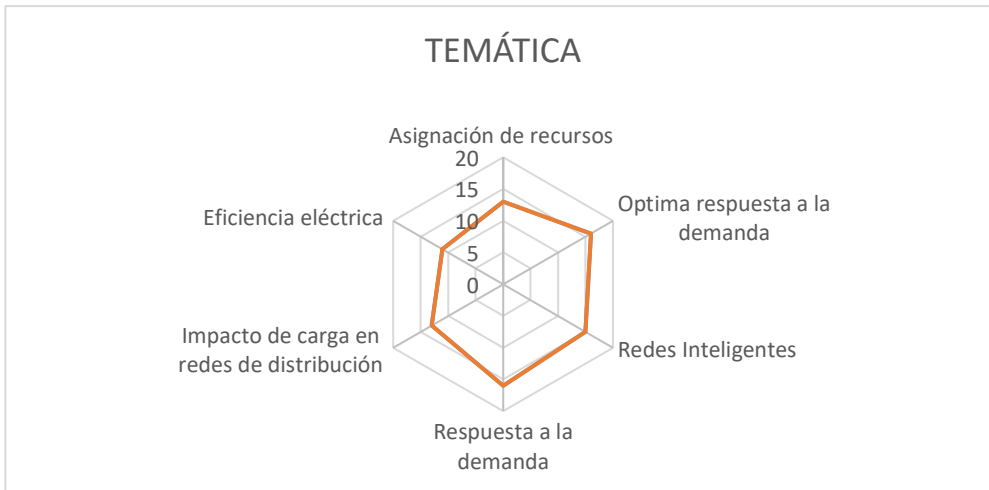 TEMÁTICA
Asignación de recursos
20
15
10
5
0
Optima respuesta a la
demanda
Redes Inteligentes
Respuesta a la
demanda
Impacto de carga en
redes de distribución
Eficiencia eléctrica